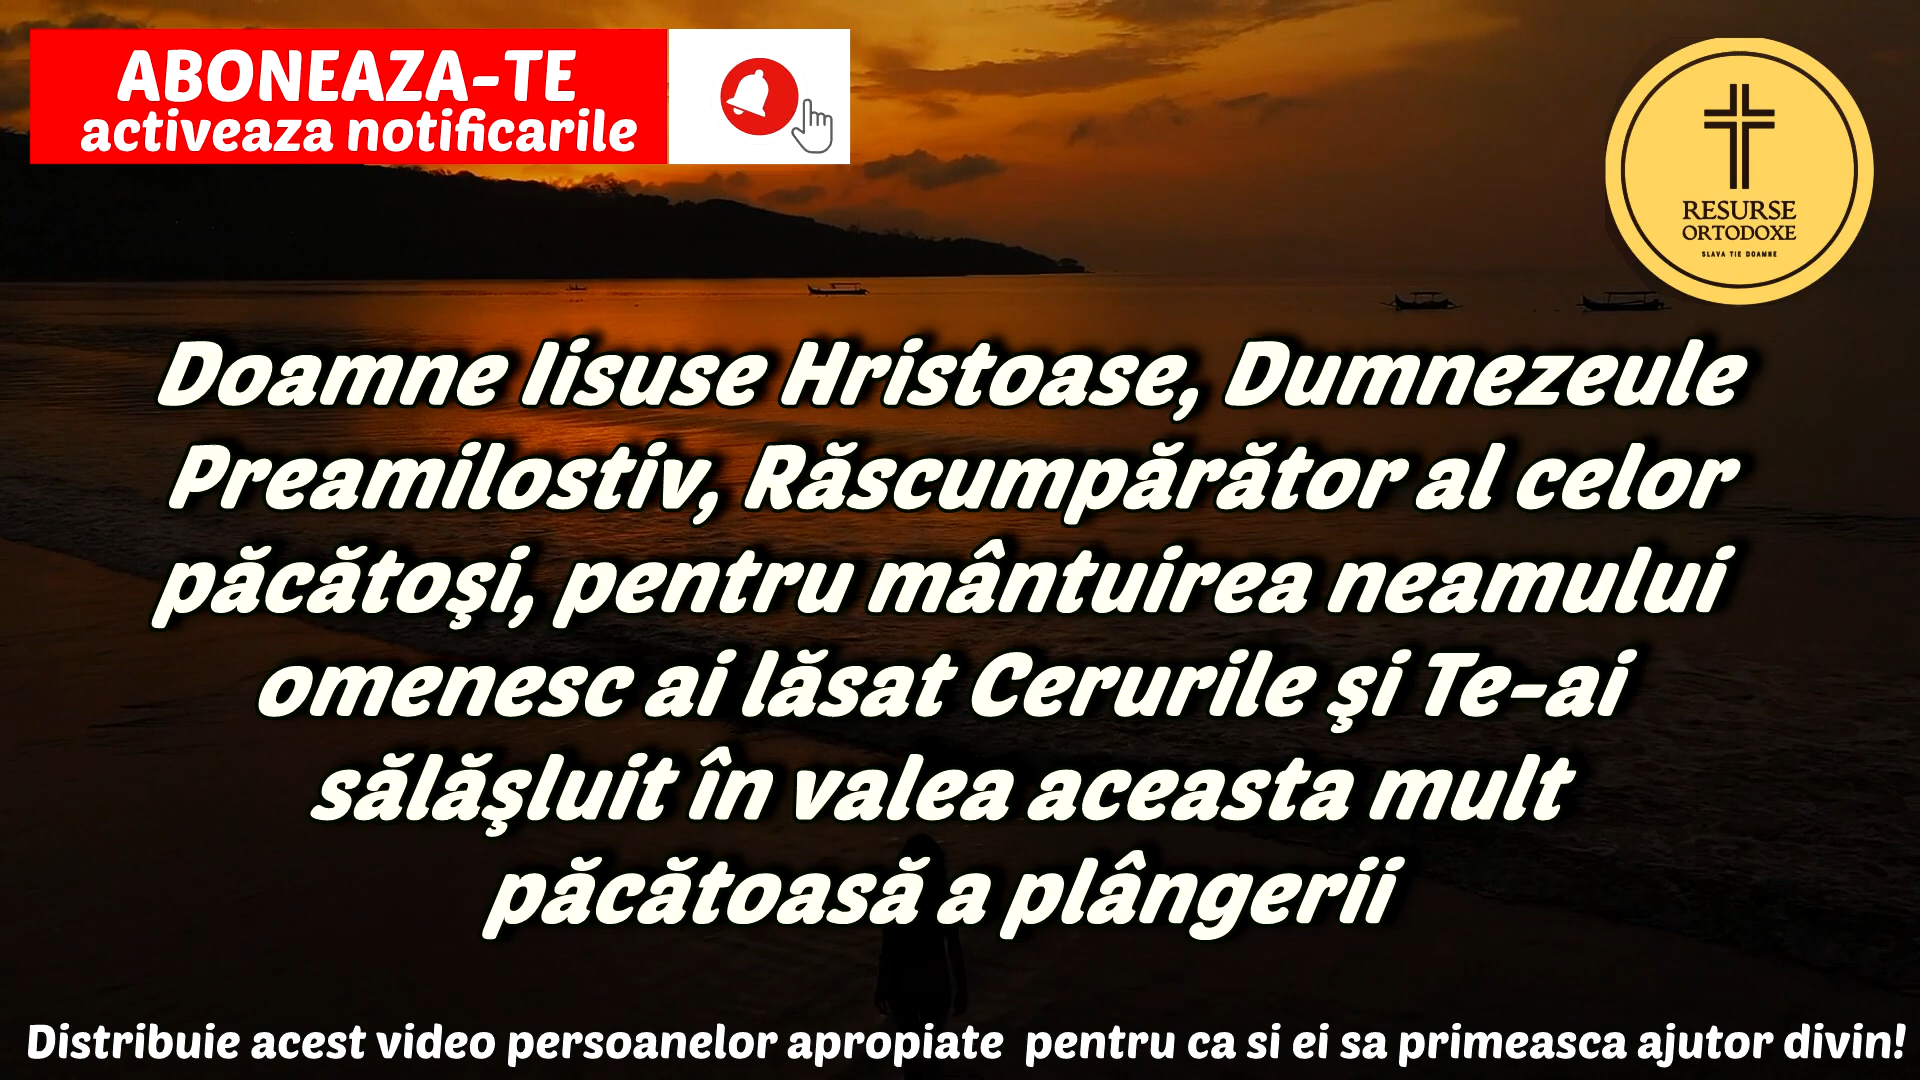 ABONEAZA-TE
activeaza notificarile
RESURSE
ORTODOXE
SLAVA TIE DOAMNE
Doamne Iisuse Hristoase, Dumnezeule
Preamilostiv, Răscumpărător al celor
păcătoşi, pentru mântuirea neamului
omenesc ai lăsat Cerurile şi Te-ai
sălăşluit în valea aceasta mult
păcătoasă a plângerii
Distribuie acest video persoanelor apropiate  pentru ca si ei sa primeasca ajutor divin!